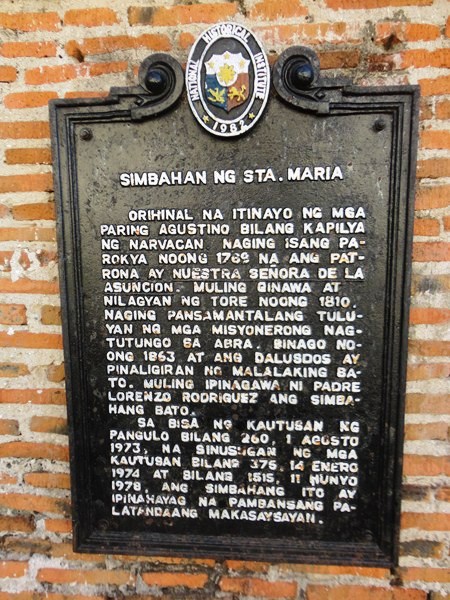 NATIONAL HISTORICAL INSTITUTE
1982
SIMBAHAN NG STA. MARIA
ORIHINAL NA ITINAYO NG MGA
PARING AGUSTINO BILANG KAPILYA
NG NARVACAN NAGING ISANG PA-
ROKYA NOONG 1769 NA ANG PAT-
RONA AY NUESTRA SEÑORA DE LA
ASUNCION. MULING GINAWA AT
NILAGYAN NG TORE NOONG 1810.
NAGING PANSAMANTALANG TULU-
YAN NG MGA MISYONERONG NAG-
TUTUNGO SA ABRA. BINAGO NO-
ONG 1863 AT ANG DALUSDOS AY
PINALIGIRAN NG MALALAKING BA-
TO. MULING IPINAGAWA NI PADRE
LORENZO RODRIGUEZ ANG SIMBA-
HANG BATO.
SA BISA NG KAUTUSAN NG
PANGULO BILANG 260, 1 AGOSTO
1973, NA SINUSUGAN NG MGA
KAUTUSAN BILANG 375, 14 ENERO
1974 AT BILANG 1515, 11 HUNYO
1978, ANG SIMBAHANG ITO AY
IPINAHAYAG NA PAMBANSANG PA-
LATANDAANG MAKASAYSAYAN.